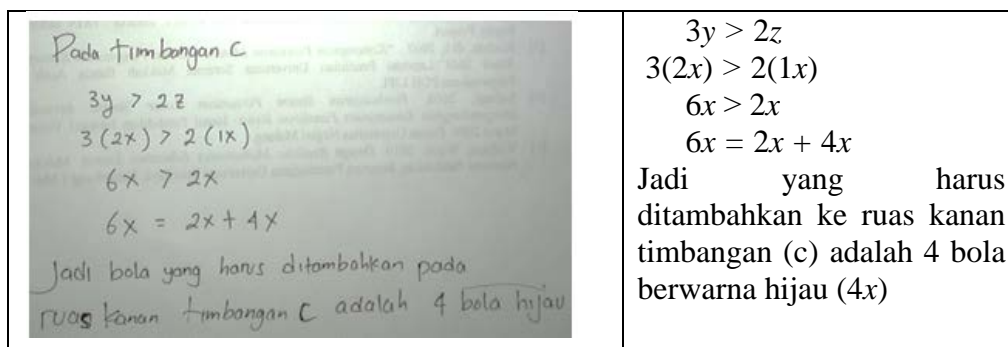 Pada timbangan C
3y > 2z
3(2x) > 2(1x)
6x > 2x
6x = 2x + 4x
Jadi bola yang harus ditambahkan pada
ruas kanan timbangan C adalah 4 bola hijau
3y > 2z
3(2x) > 2(1x)
6x > 2x
6x = 2x + 4x
Jadi yang harus
ditambahkan ke ruas kanan
timbangan (c) adalah 4 bola
berwarna hijau (4x)